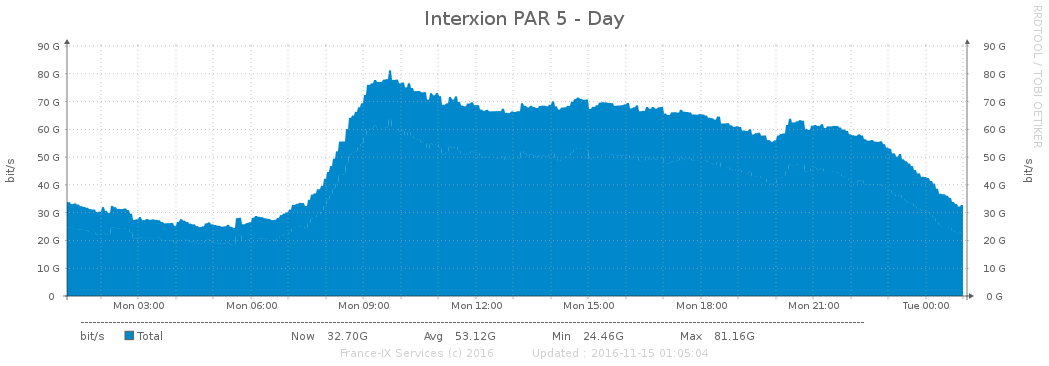 Interxion PAR 5 - Day
RRDTOOL / TOBI OETIKER
bit/s
bit/s
90 G 90 G
80 G 80 G
70 G 70 G
60 G 60 G
50 G 50 G
40 G 40 G
30 G 30 G
20 G 20 G
10 G 10 G
0 0 G
Mon 03:00 Mon 06:00 Mon 09:00 Mon 12:00 Mon 15:00 Mon 18:00 Mon 21:00 Tue 00:00
bit/s Total Now 32.70G Avg 53.12G Min 24.46G Max 81.16G
France-IX Services (c) 2016 Updated : 2016-11-15 01:05:04